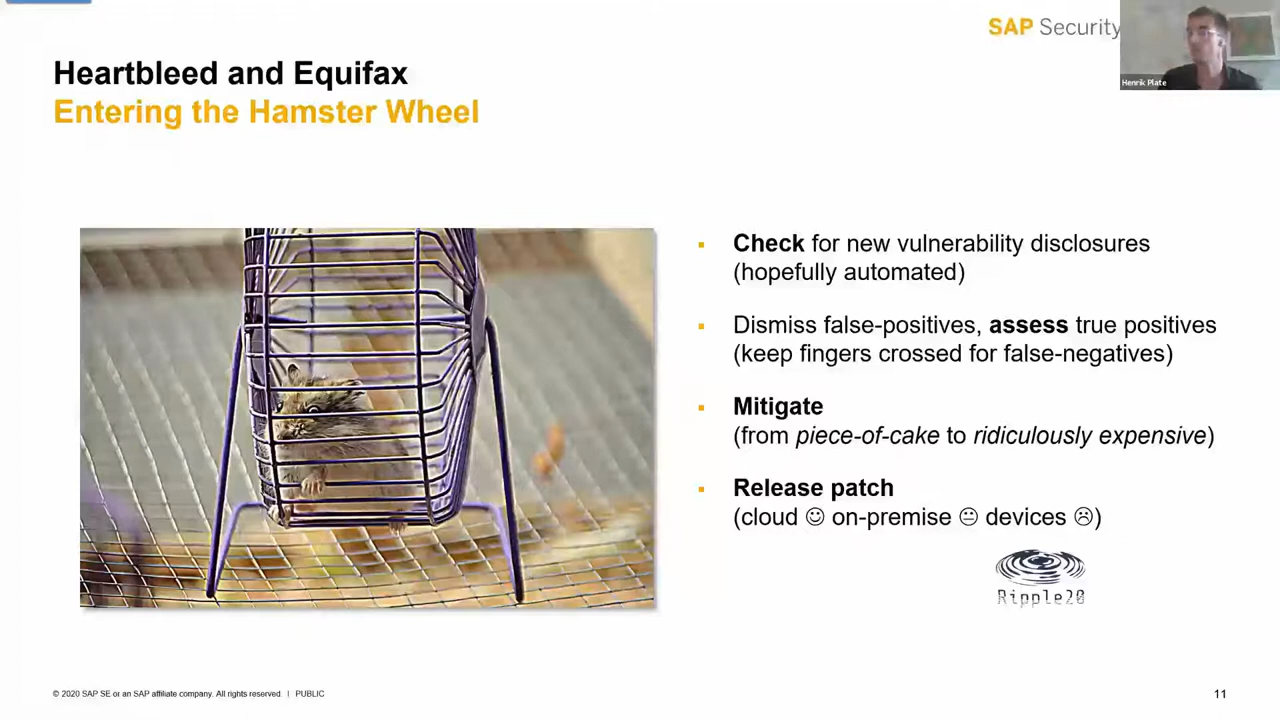 SAP Security
Henrik Plate
Heartbleed and Equifax
Entering the Hamster Wheel
▪ Check for new vulnerability disclosures
(hopefully automated)
▪ Dismiss false-positives, assess true positives
(keep fingers crossed for false-negatives)
▪ Mitigate
(from piece-of-cake to ridiculously expensive)
▪ Release patch
(cloud ☺ on-premise 😐 devices ☹)
Ripple20
© 2020 SAP SE or an SAP affiliate company. All rights reserved. | PUBLIC
11